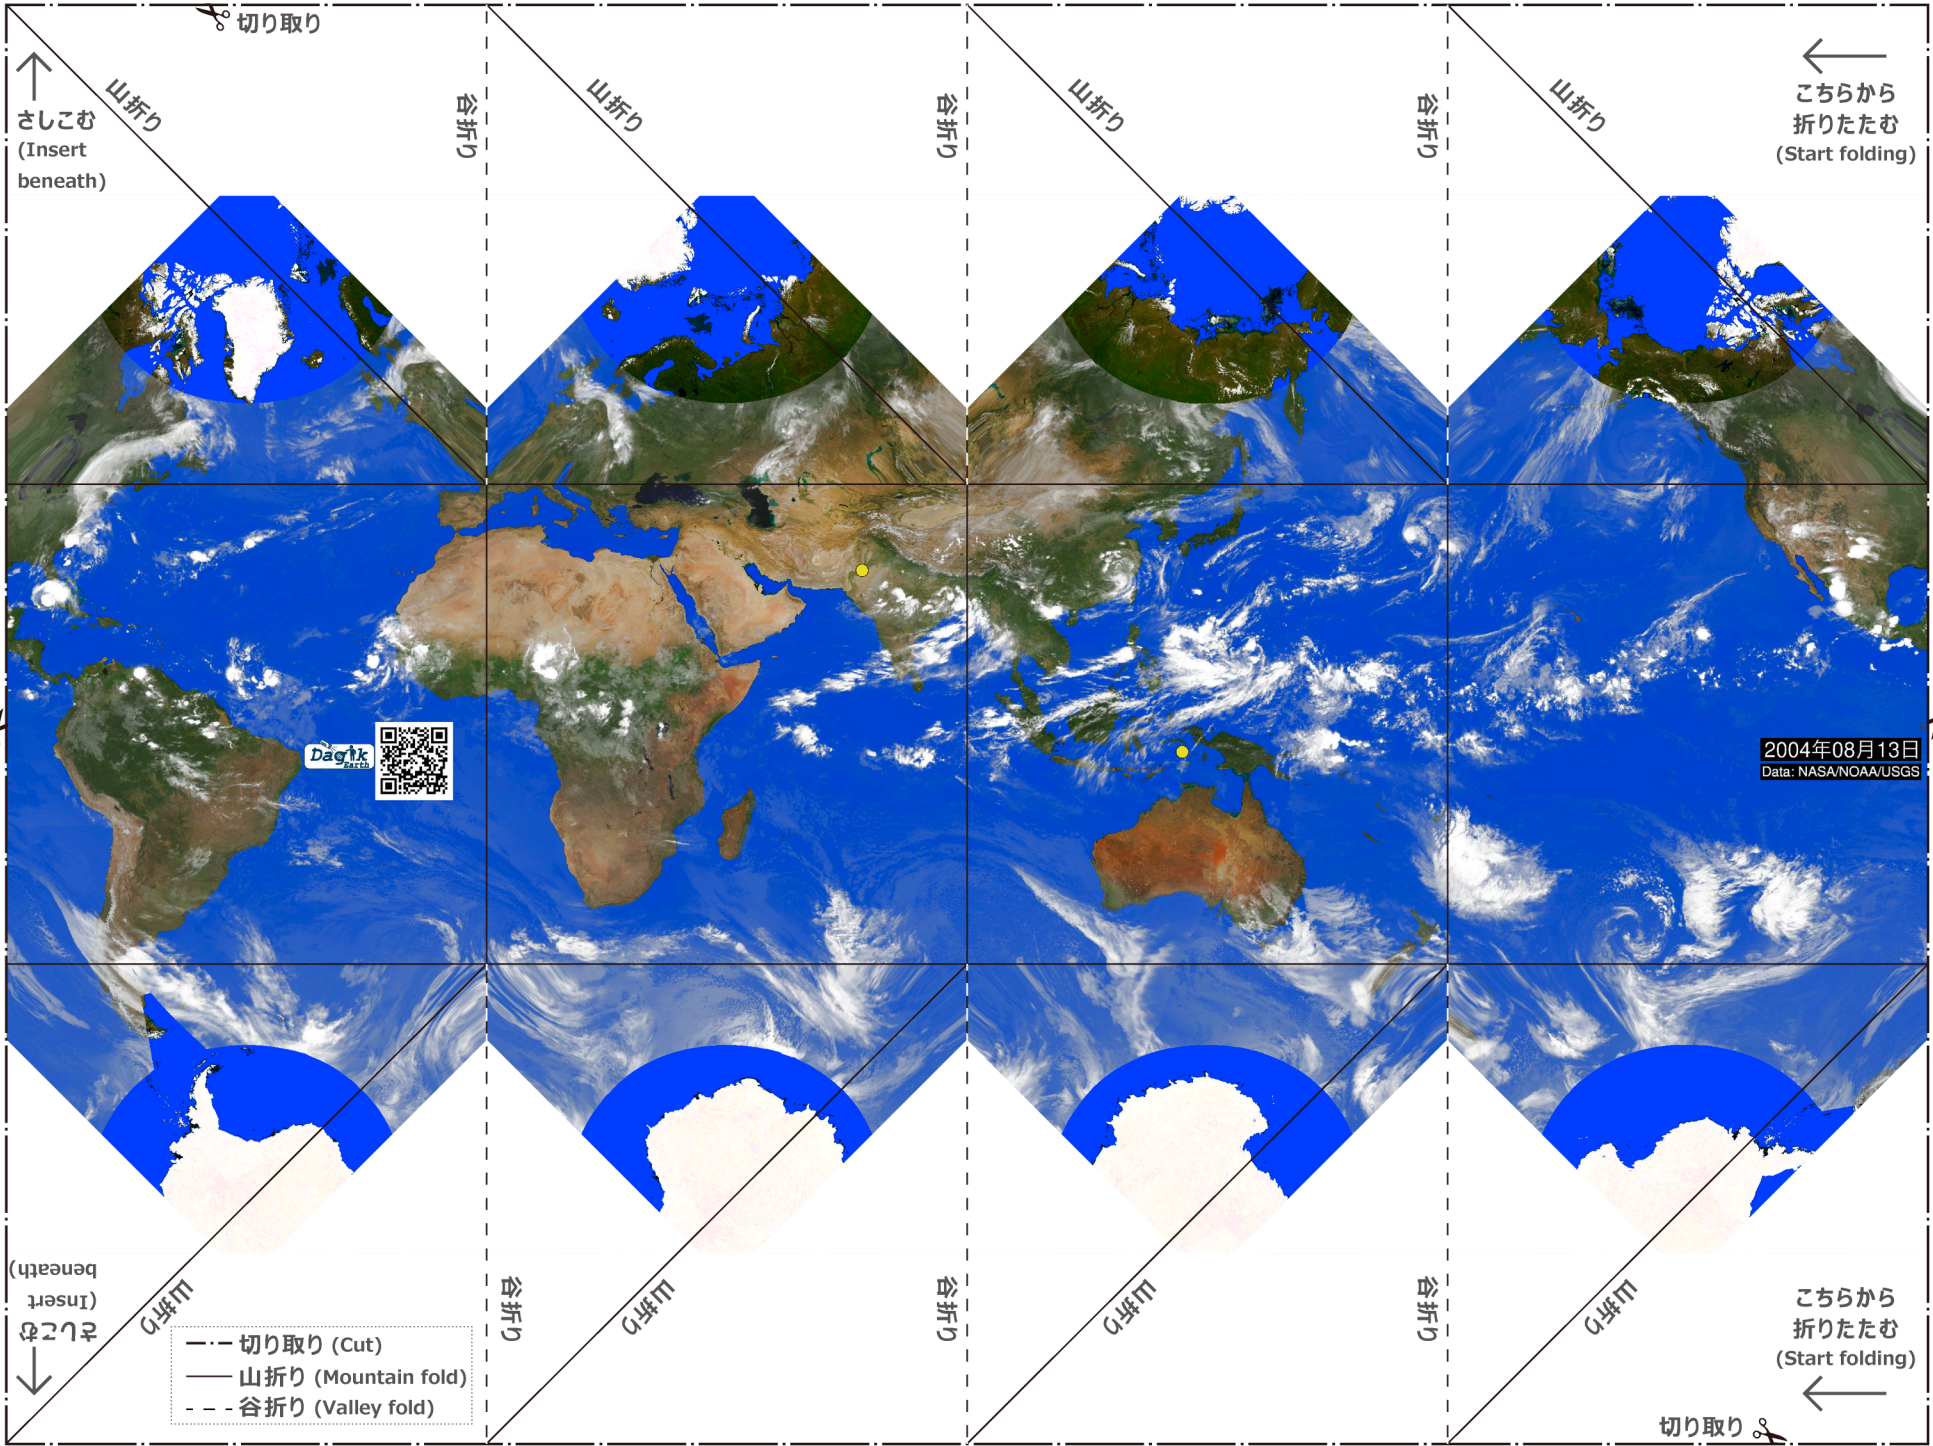 切り取り
山折り
谷折り
山折り
谷折り
山折り
谷折り
山折り
さしこむ
(Insert
beneath)
こちらから
折りたたむ
(Start folding)
Dagik
Earth
2004年08月13日
Data: NASA/NOAA/USGS
さしこむ
(Insert
beneath)
山折り
谷折り
山折り
谷折り
山折り
谷折り
山折り
こちらから
折りたたむ
(Start folding)
切り取り (Cut)
山折り (Mountain fold)
谷折り (Valley fold)
切り取り